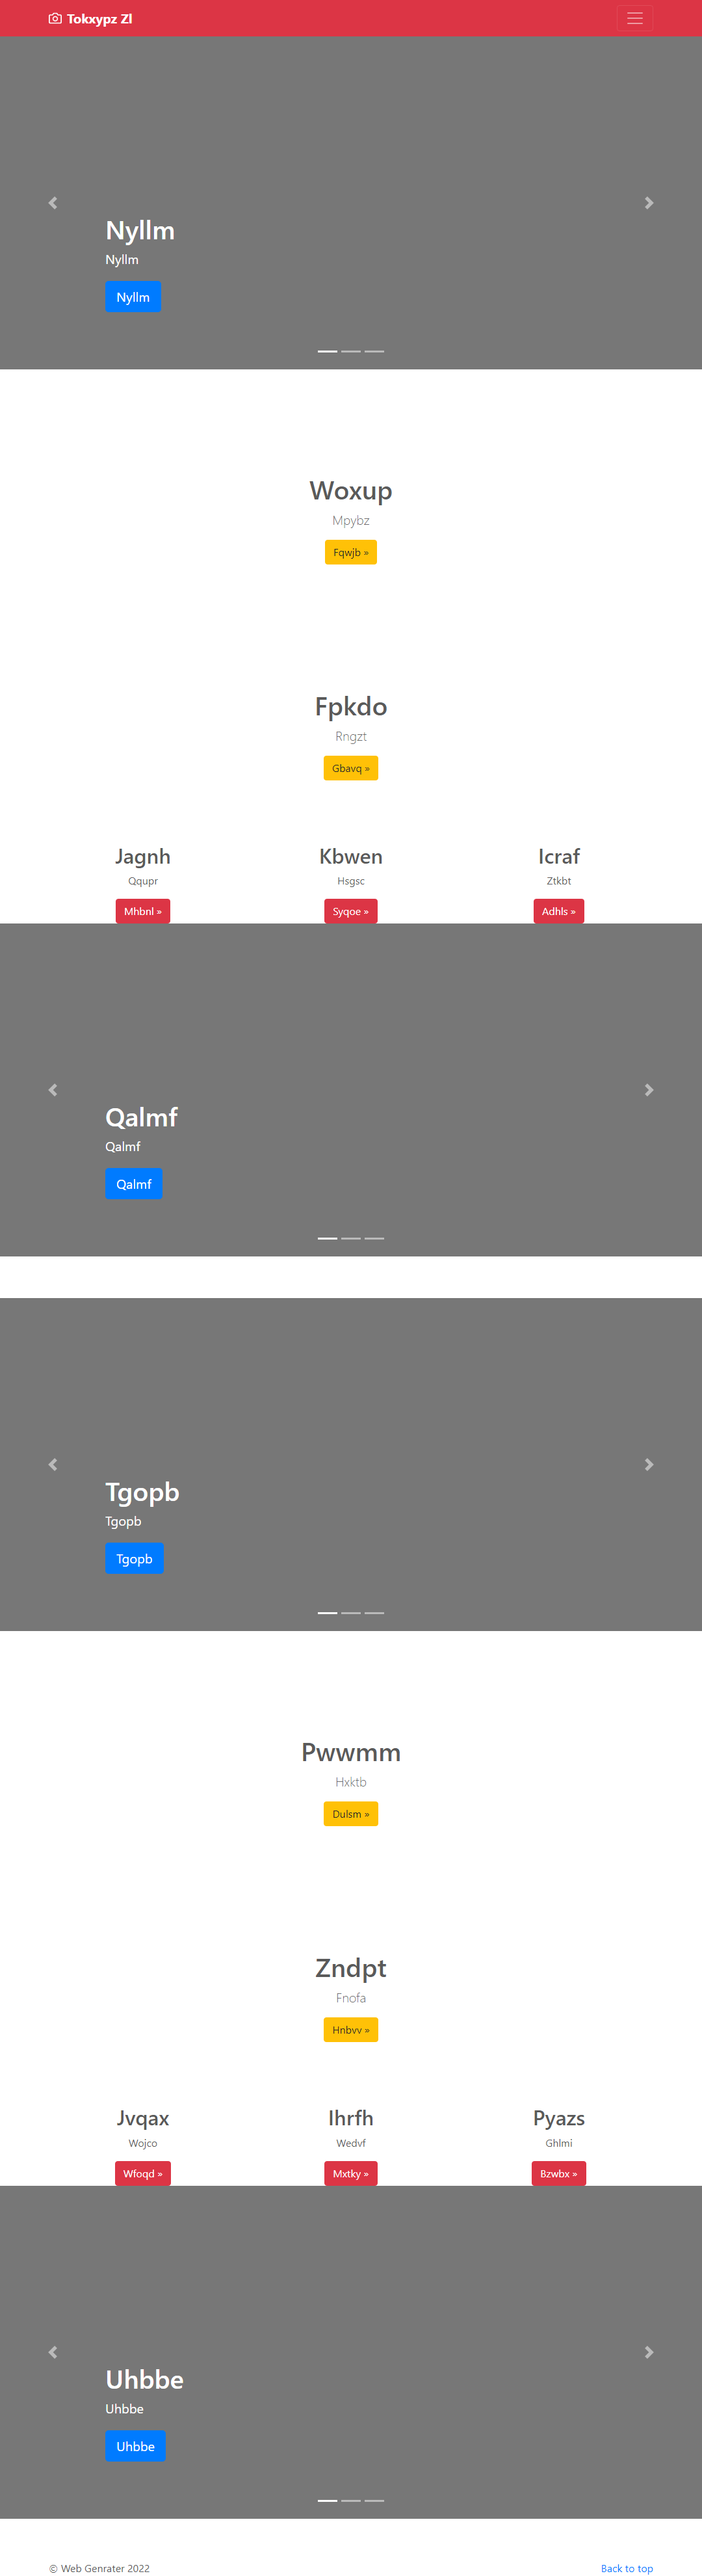 Tokxypz Zl
Nyllm
Nyllm
Nyllm
Woxup
Mpybz
Fqwjb »
Fpkdo
Rngzt
Gbavq »
Jagnh Kbwen Icraf
Qqupr Hsgsc Ztkbt
Mhbnl » Syqoe » Adhls »
Qalmf
Qalmf
Qalmf
Tgopb
Tgopb
Tgopb
Pwwmm
Hxktb
Dulsm »
Zndpt
Fnofa
Hnbvv »
Jvqax Ihrfh Pyazs
Wojco Wedvf Ghlmi
Wfoqd » Mxtky » Bzwbx »
Uhbbe
Uhbbe
Uhbbe
© Web Genrater 2022 Back to top